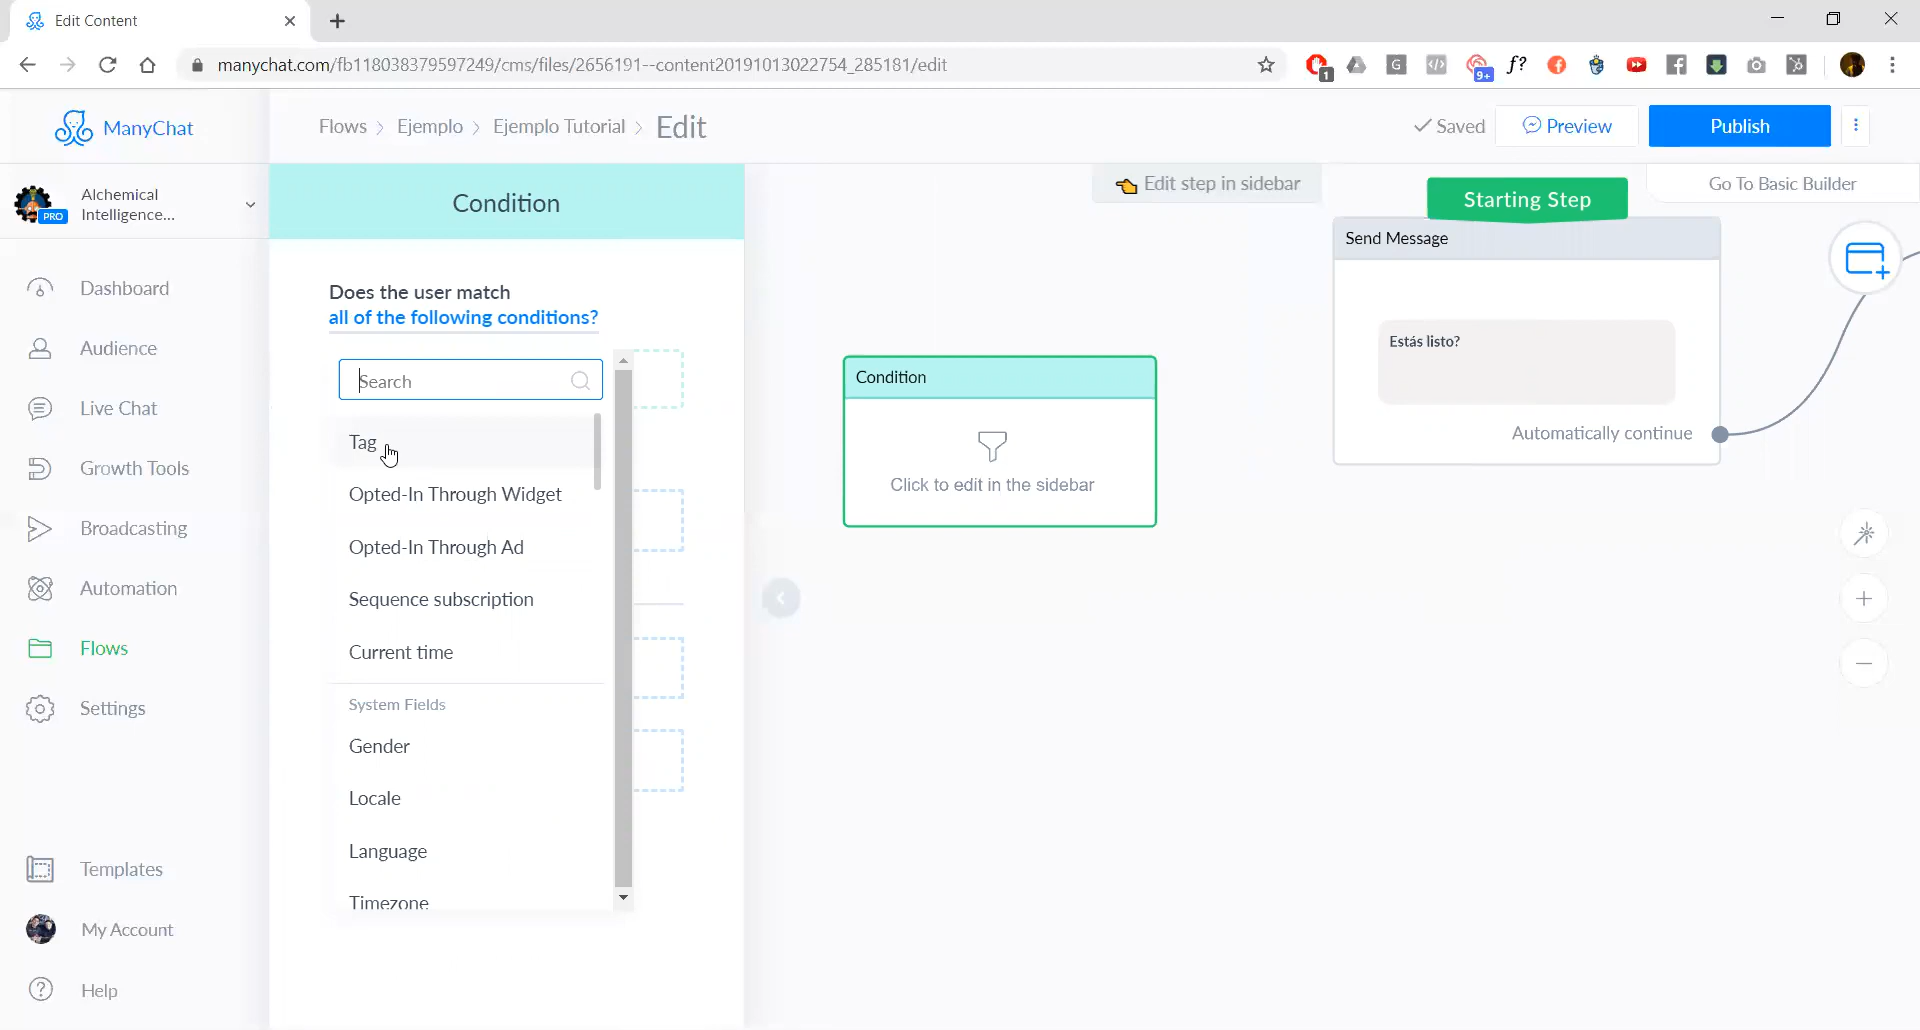 Edit Content
manychat.com/fb118038379597249/cms/files/2656191--content20191013022754_285181/edit
1
G
9+
f?
ManyChat
Flows > Ejemplo > Ejemplo Tutorial > Edit
Saved
Preview
Publish
Alchemical
Intelligence...
PRO
Dashboard
Audience
Live Chat
Growth Tools
Broadcasting
Automation
Flows
Settings
Templates
My Account
Help
Condition
Does the user match
all of the following conditions?
Search
Tag
Opted-In Through Widget
Opted-In Through Ad
Sequence subscription
Current time
System Fields
Gender
Locale
Language
Timezone
Edit step in sidebar
Go To Basic Builder
Condition
Click to edit in the sidebar
Starting Step
Send Message
Estás listo?
Automatically continue